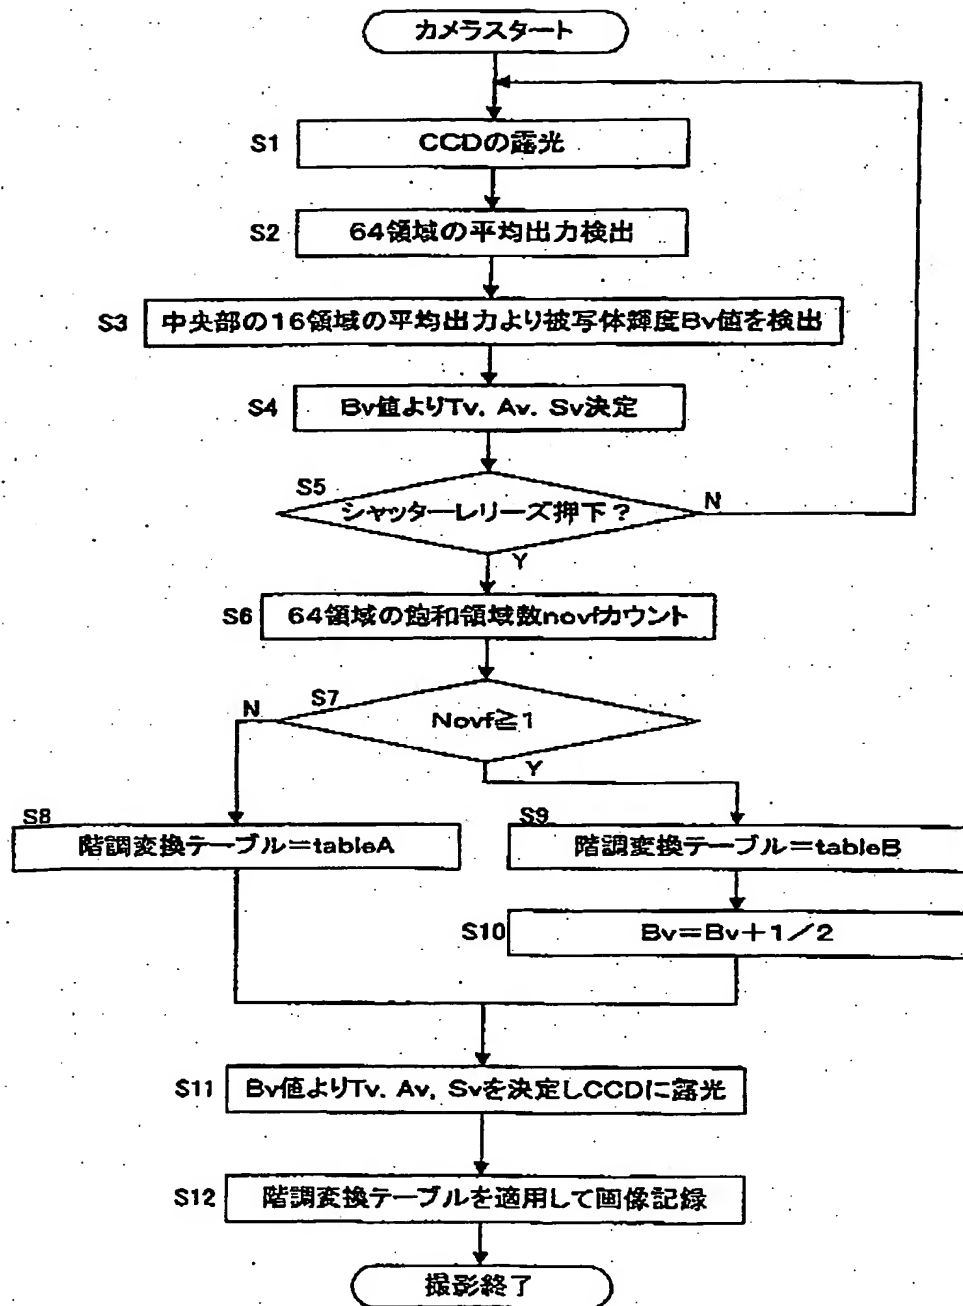 カメラスタート
S1 CCDの露光
S2 64領域の平均出力検出
S3 中央部の16領域の平均出力より被写体輝度Bv値を検出
S4 Bv値よりTv. Av. Sv決定
S5
シャッターレリーズ押下? N
Y
S6 64領域の飽和領域数novfカウント
S7
N Novf≧1
Y
S8 S9
階調変換テーブル=tableA 階調変換テーブル=tableB
S10 Bv=Bv+1/2
S11 Bv値よりTv. Av, Svを決定しCCDに露光
S12 階調変換テーブルを適用して画像記録
撮影終了